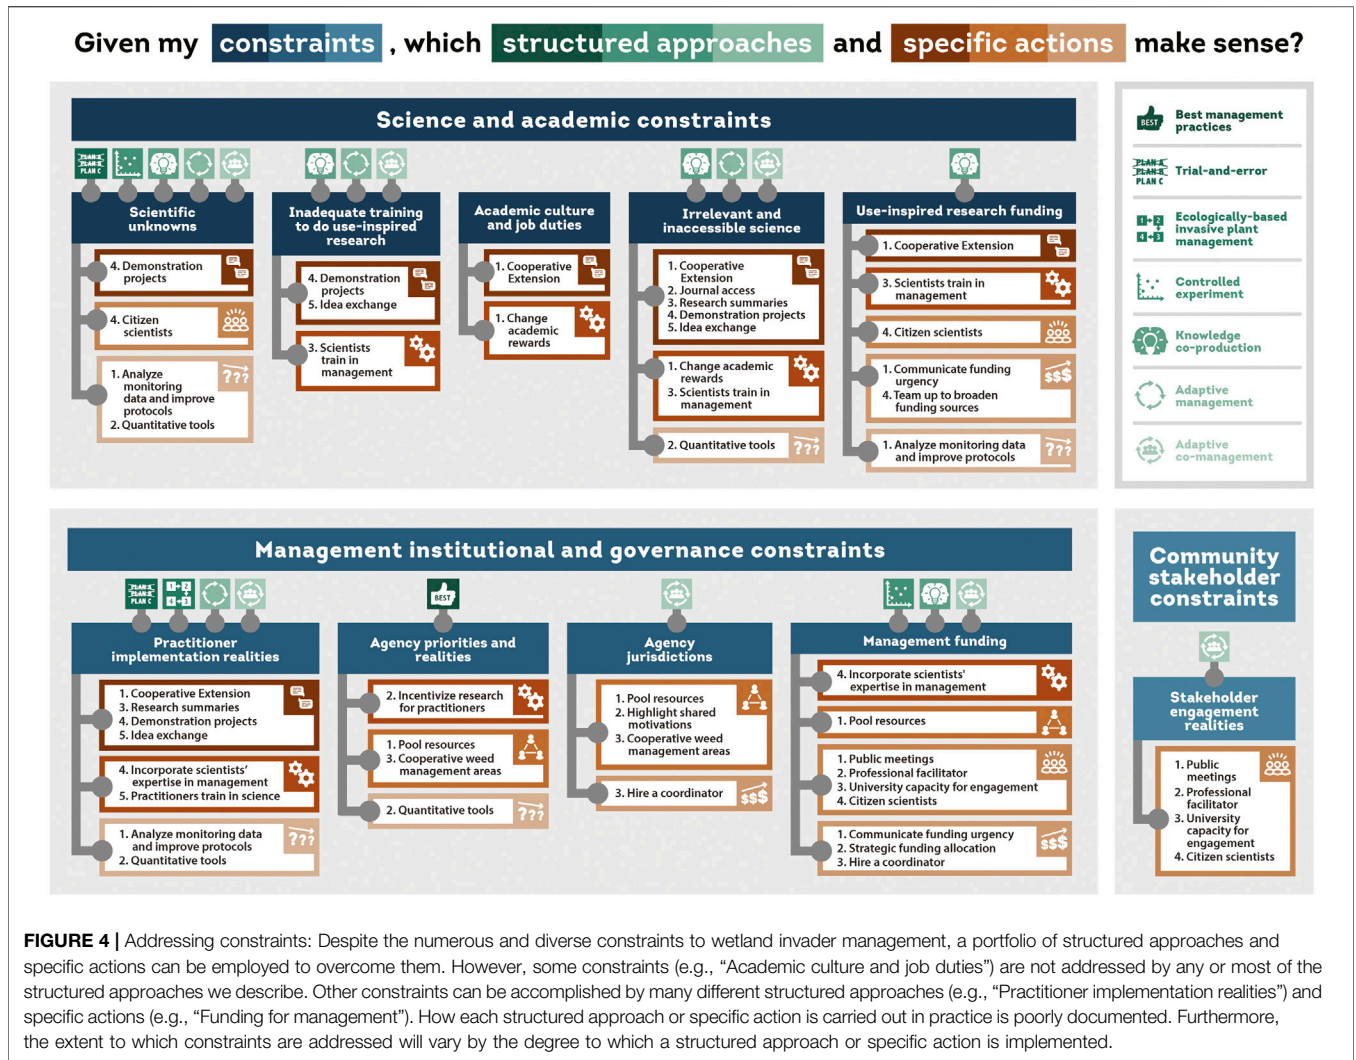 Given my constraints , which structured approaches and specific actions make sense?
Science and academic constraints
PLAN A
PLAN B
PLAN C
Scientific
unknowns
4. Demonstration
projects
4. Citizen
scientists
1. Analyze
monitoring
data and improve
protocols
2. Quantitative tools
???
Inadequate training
to do use-inspired
research
4. Demonstration
projects
5. Idea exchange
3. Scientists
train in
management
Academic culture
and job duties
1. Cooperative
Extension
1. Change
academic
rewards
Irrelevant and
inaccessible science
1. Cooperative
Extension
2. Journal access
3. Research summaries
4. Demonstration projects
5. Idea exchange
1. Change academic
rewards
3. Scientists train in
management
2. Quantitative tools
???
Use-inspired research funding
1. Cooperative Extension
3. Scientists train in
management
4. Citizen scientists
1. Communicate funding
urgency
4. Team up to broaden
funding sources
$$$
1. Analyze monitoring data
and improve protocols
???
BEST
Best management
practices
PLAN A
PLAN B
PLAN C
Trial-and-error
1 2
4 3
Ecologically-based
invasive plant
management
Controlled
experiment
Knowledge
co-production
Adaptive
management
Adaptive
co-management
Management institutional and governance constraints
PLAN A
PLAN B
PLAN C
1 2
4 3
Practitioner
implementation realities
1. Cooperative Extension
3. Research summaries
4. Demonstration projects
5. Idea exchange
4. Incorporate scientists’
expertise in management
5. Practitioners train in science
1. Analyze monitoring data
and improve protocols
2. Quantitative tools
???
BEST
Agency priorities and
realities
2. Incentivize research
for practitioners
1. Pool resources
3. Cooperative weed
management areas
2. Quantitative tools
???
Agency
jurisdictions
1. Pool resources
2. Highlight shared
motivations
3. Cooperative weed
management areas
3. Hire a coordinator
$$$
Management funding
4. Incorporate scientists'
expertise in management
1. Pool resources
1. Public meetings
2. Professional facilitator
3. University capacity for engagement
4. Citizen scientists
1. Communicate funding urgency
2. Strategic funding allocation
3. Hire a coordinator
$$$
Community
stakeholder
constraints
Stakeholder
engagement
realities
1. Public
meetings
2. Professional
facilitator
3. University
capacity for
engagement
4. Citizen scientists
FIGURE 4 | Addressing constraints: Despite the numerous and diverse constraints to wetland invader management, a portfolio of structured approaches and
specific actions can be employed to overcome them. However, some constraints (e.g., “Academic culture and job duties”) are not addressed by any or most of the
structured approaches we describe. Other constraints can be accomplished by many different structured approaches (e.g., “Practitioner implementation realities”) and
specific actions (e.g., “Funding for management”). How each structured approach or specific action is carried out in practice is poorly documented. Furthermore,
the extent to which constraints are addressed will vary by the degree to which a structured approach or specific action is implemented.